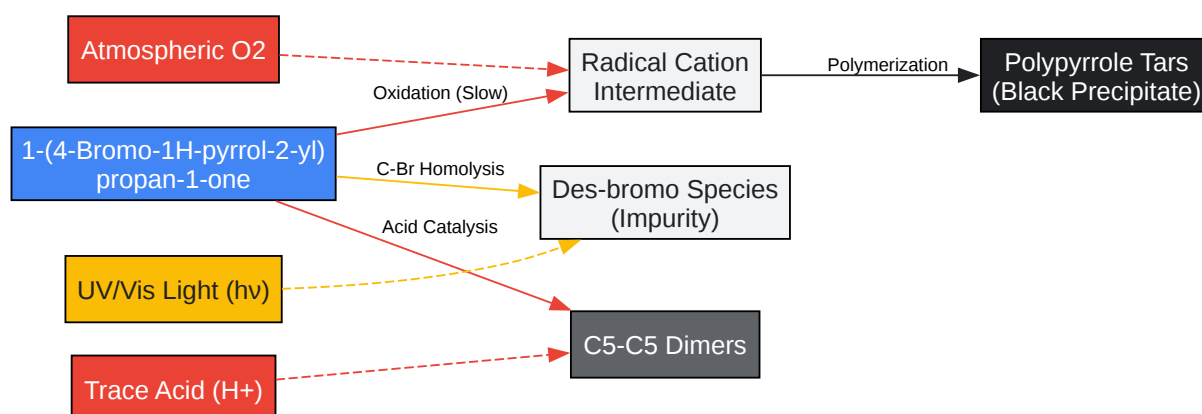 Atmospheric O2
Radical Cation
Intermediate
Polymerization
Polypyrrole Tars
(Black Precipitate)
Oxidation (Slow)
1-(4-Bromo-1H-pyrrol-2-yl)
propan-1-one
C-Br Homolysis
Des-bromo Species
(Impurity)
Acid Catalysis
UV/Vis Light (hν)
C5-C5 Dimers
Trace Acid (H+)